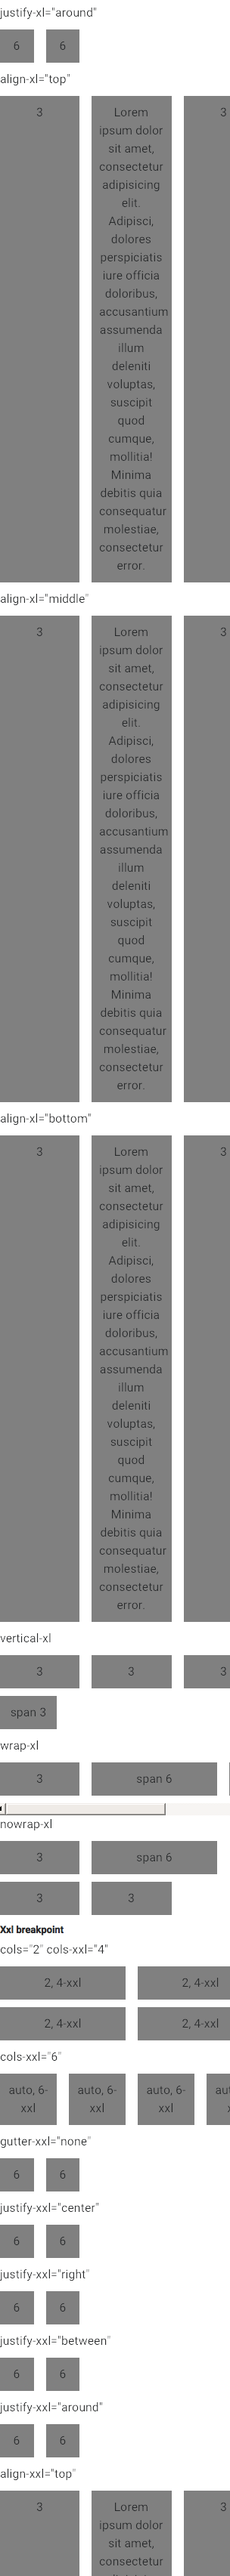 justify-xl="around"
6 6
align-xl="top"
3 Lorem 3
ipsum dolor
sit amet,
consectetur
adipisicing
elit.
Adipisci,
dolores
perspiciatis
iure officia
doloribus,
accusantium
assumenda
illum
deleniti
voluptas,
suscipit
quod
cumque,
mollitia!
Minima
debitis quia
consequatur
molestiae,
consectetur
error.
align-xl="middle"
3 Lorem 3
ipsum dolor
sit amet,
consectetur
adipisicing
elit.
Adipisci,
dolores
perspiciatis
iure officia
doloribus,
accusantium
assumenda
illum
deleniti
voluptas,
suscipit
quod
cumque,
mollitia!
Minima
debitis quia
consequatur
molestiae,
consectetur
error.
align-xl="bottom"
3 Lorem 3
ipsum dolor
sit amet,
consectetur
adipisicing
elit.
Adipisci,
dolores
perspiciatis
iure officia
doloribus,
accusantium
assumenda
illum
deleniti
voluptas,
suscipit
quod
cumque,
mollitia!
Minima
debitis quia
consequatur
molestiae,
consectetur
error.
vertical-xl
3 3 3
span 3
wrap-xl
3 span 6
nowrap-xl
3 span 6
3 3
Xxl breakpoint
cols="2" cols-xxl="4"
2, 4-xxl 2, 4-xxl
2, 4-xxl 2, 4-xxl
cols-xxl="6"
auto, 6- auto, 6- auto, 6-
xxl xxl xxl
gutter-xxl="none"
6 6
justify-xxl="center"
6 6
justify-xxl="right"
6 6
justify-xxl="between"
6 6
justify-xxl="around"
6 6
align-xxl="top"
3 Lorem 3
ipsum dolor
sit amet,
consectetur